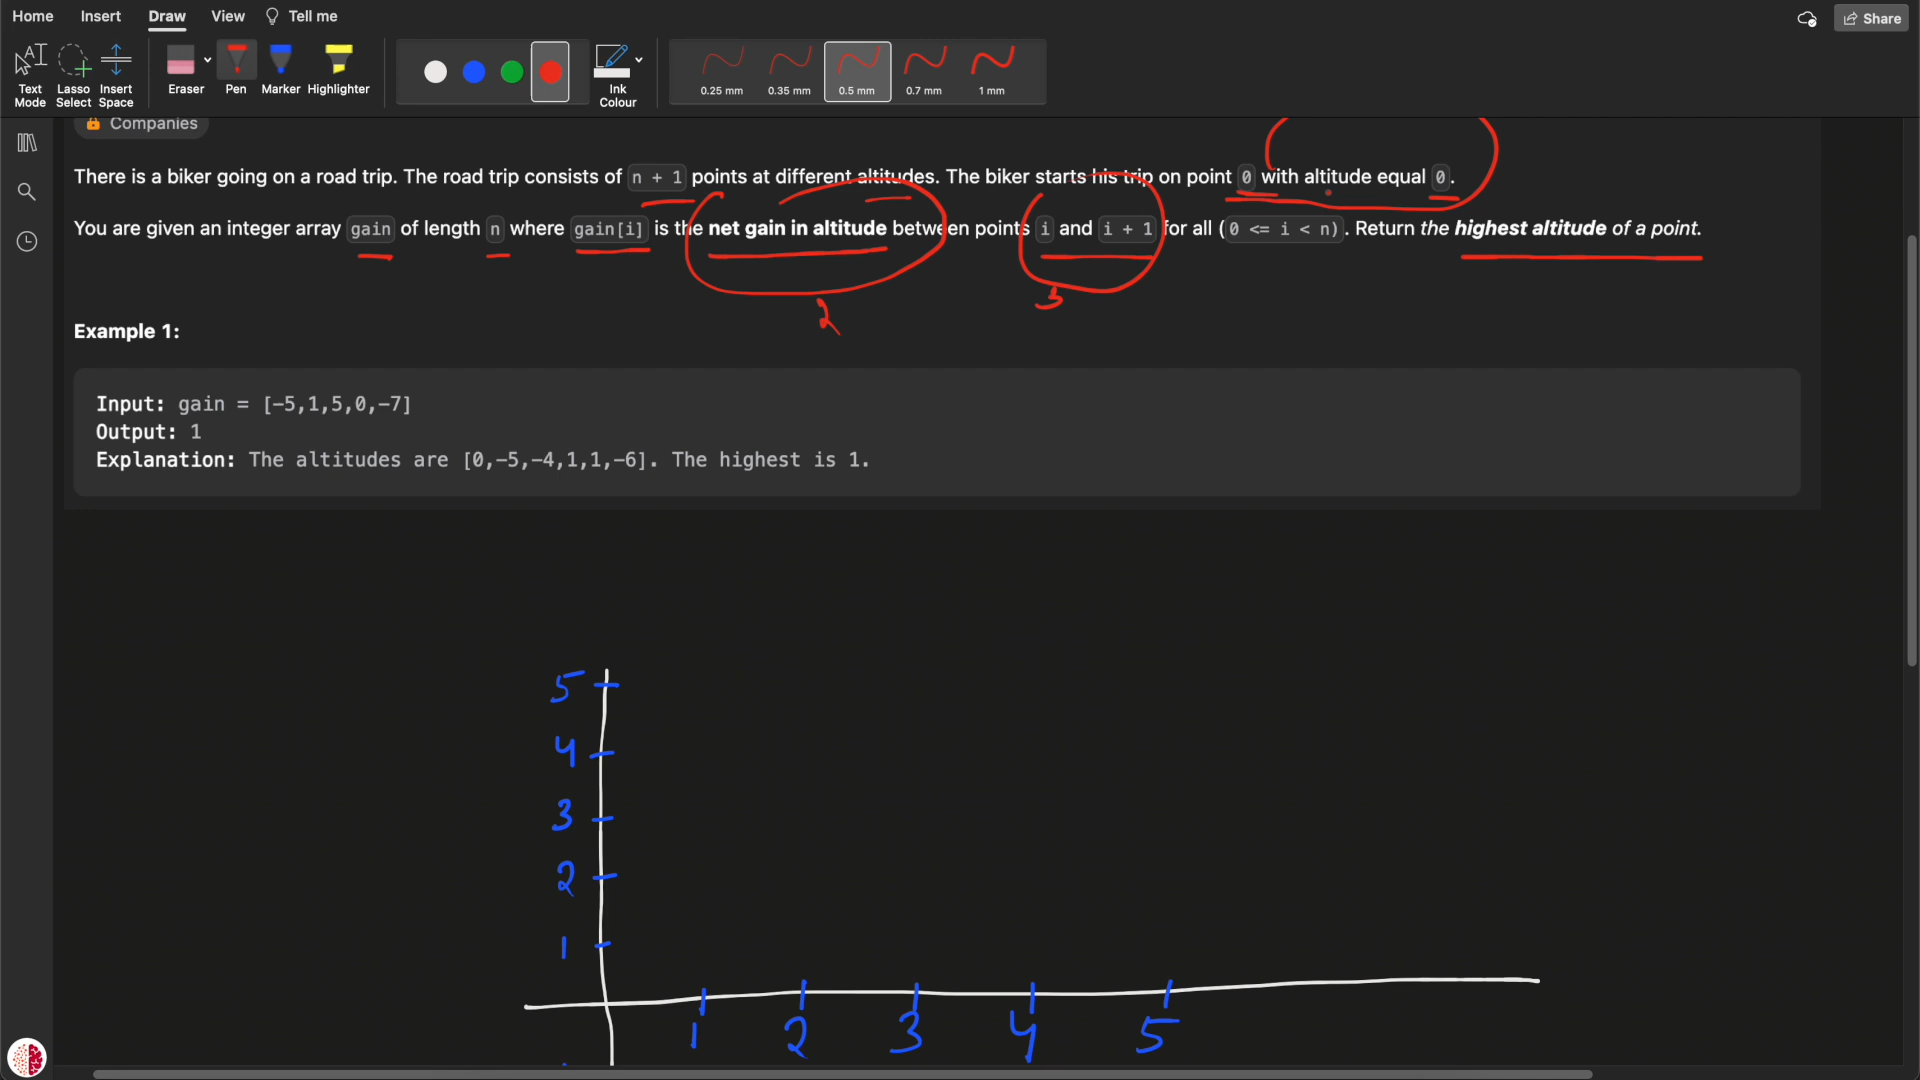 Home Insert Draw View Tell me
Share
Text Mode
Lasso Select
Insert Space
Eraser
Pen
Marker
Highlighter
Ink Colour
0.25 mm
0.35 mm
0.5 mm
0.7 mm
1 mm
Companies
There is a biker going on a road trip. The road trip consists of n + 1 points at different altitudes. The biker starts his trip on point 0 with altitude equal 0.
You are given an integer array gain of length n where gain[i] is the net gain in altitude between points i and i + 1 for all (0 <= i < n). Return the highest altitude of a point.
2
3
Example 1:
Input: gain = [-5,1,5,0,-7]
Output: 1
Explanation: The altitudes are [0,-5,-4,1,1,-6]. The highest is 1.
5
4
3
2
1
1 2 3 4 5